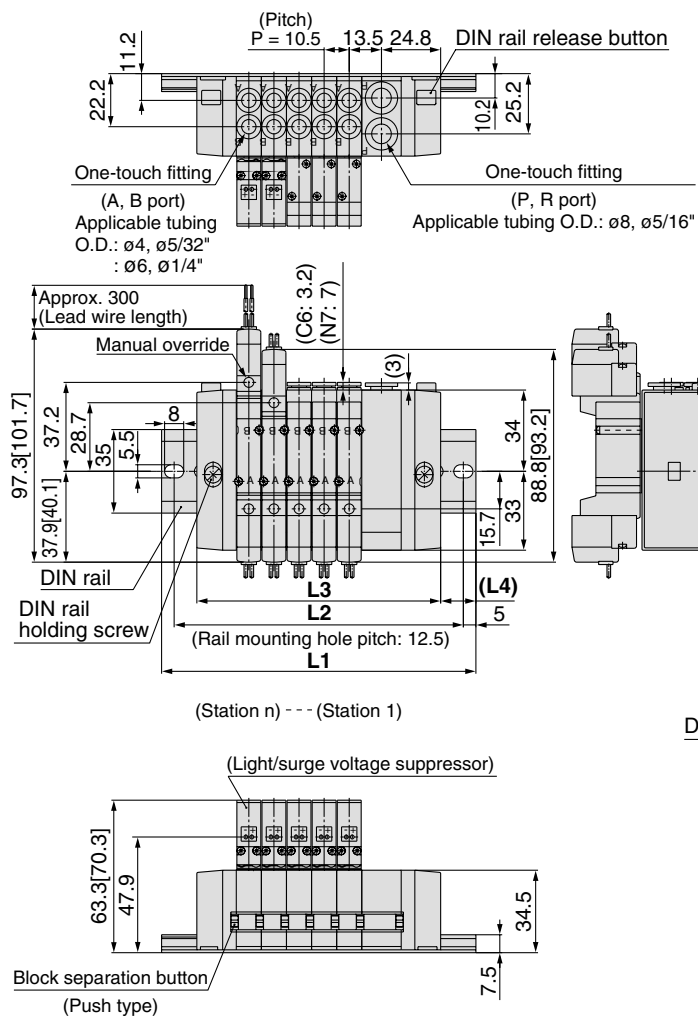 (Pitch)
P = 10.5
13.5
24.8
DIN rail release button
11.2
22.2
10.2
25.2
One-touch fitting
(A, B port)
Applicable tubing
O.D.: ø4, ø5/32"
: ø6, ø1/4"
One-touch fitting
(P, R port)
Applicable tubing O.D.: ø8, ø5/16"
Approx. 300
(Lead wire length)
(C6: 3.2)
(N7: 7)
(3)
Manual override
97.3[101.7]
37.2
28.7
35
8
5.5
37.9[40.1]
34
88.8[93.2]
33
15.7
B B B B B
A A A A A
DIN rail
DIN rail
holding screw
L3
(L4)
L2
5
(Rail mounting hole pitch: 12.5)
L1
(Station n) - - - (Station 1)
D
(Light/surge voltage suppressor)
63.3[70.3]
47.9
34.5
7.5
Block separation button
(Push type)